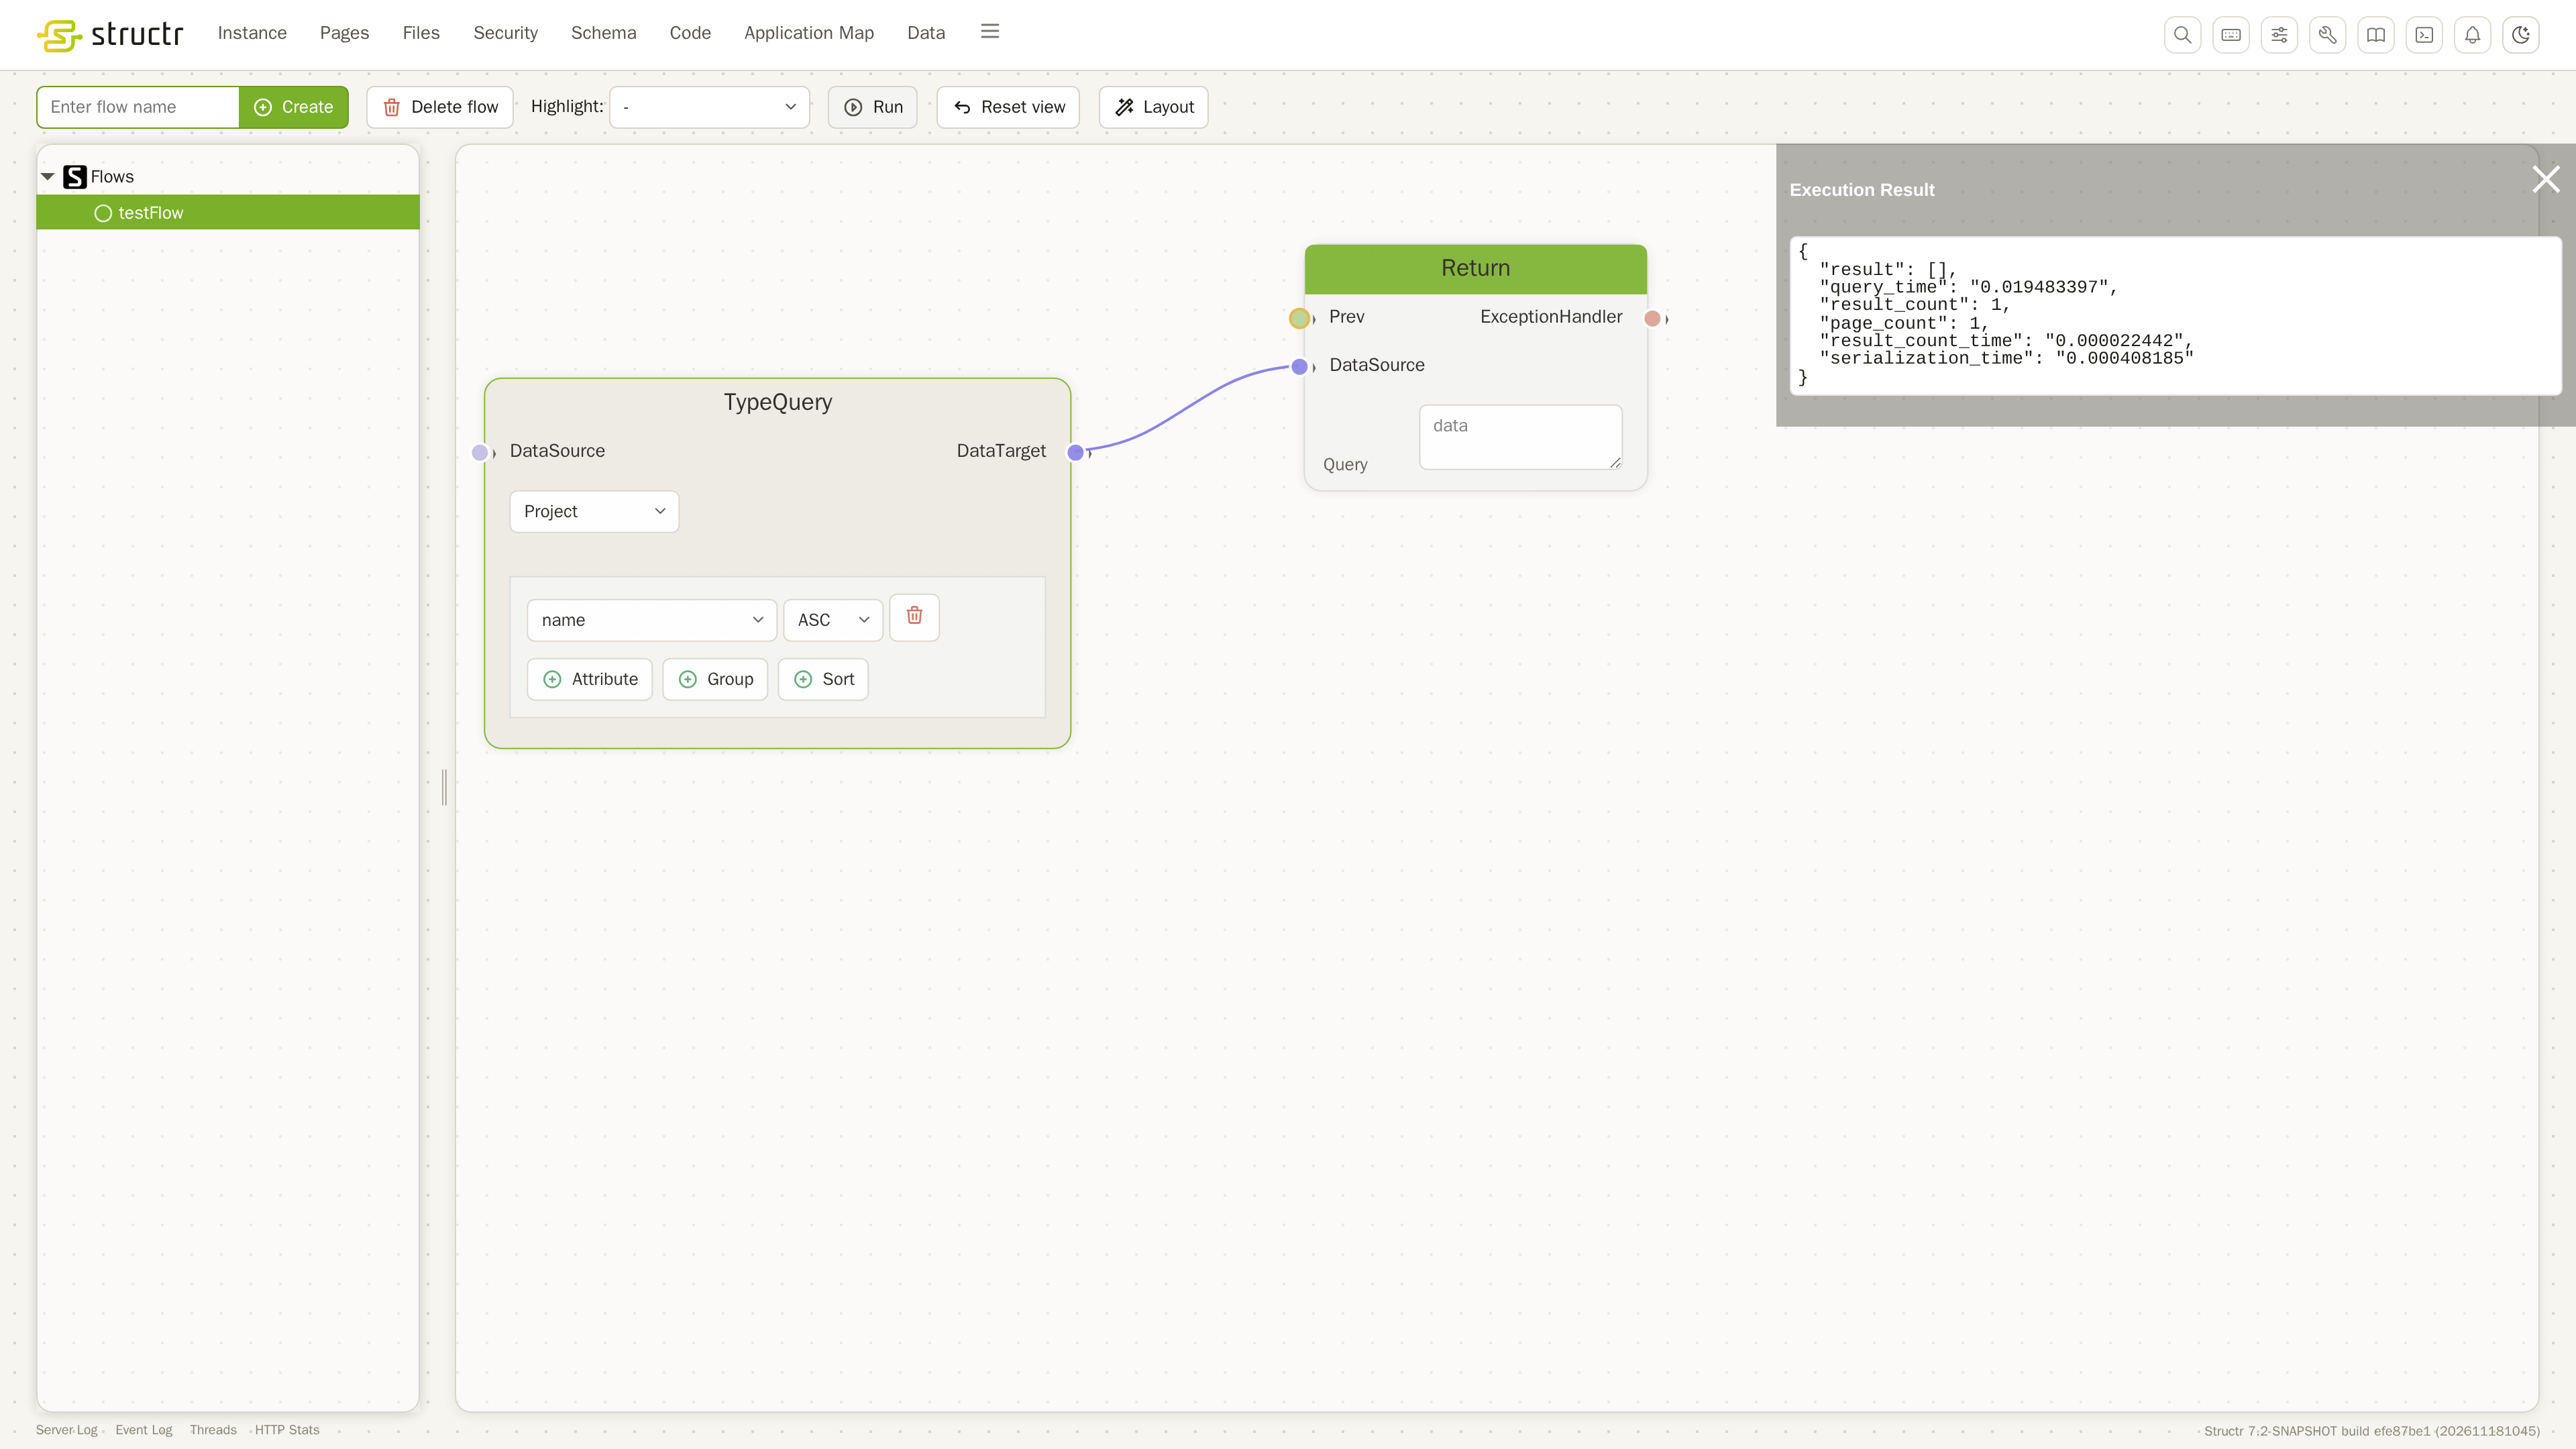 structr Instance Pages Files Security Schema Code Application Map Data
Enter flow name Create Delete flow Highlight: - Run Reset view Layout
Flows
testFlow
TypeQuery
DataSource DataTarget
Project
name ASC
Attribute Group Sort
Return
Prev ExceptionHandler
DataSource
data
Query
Execution Result
{
  "result": [],
  "query_time": "0.019483397",
  "result_count": 1,
  "page_count": 1,
  "result_count_time": "0.000022442",
  "serialization_time": "0.000408185"
}
Server Log Event Log Threads HTTP Stats
Structr 7.2-SNAPSHOT build efe87be1 (202611181045)